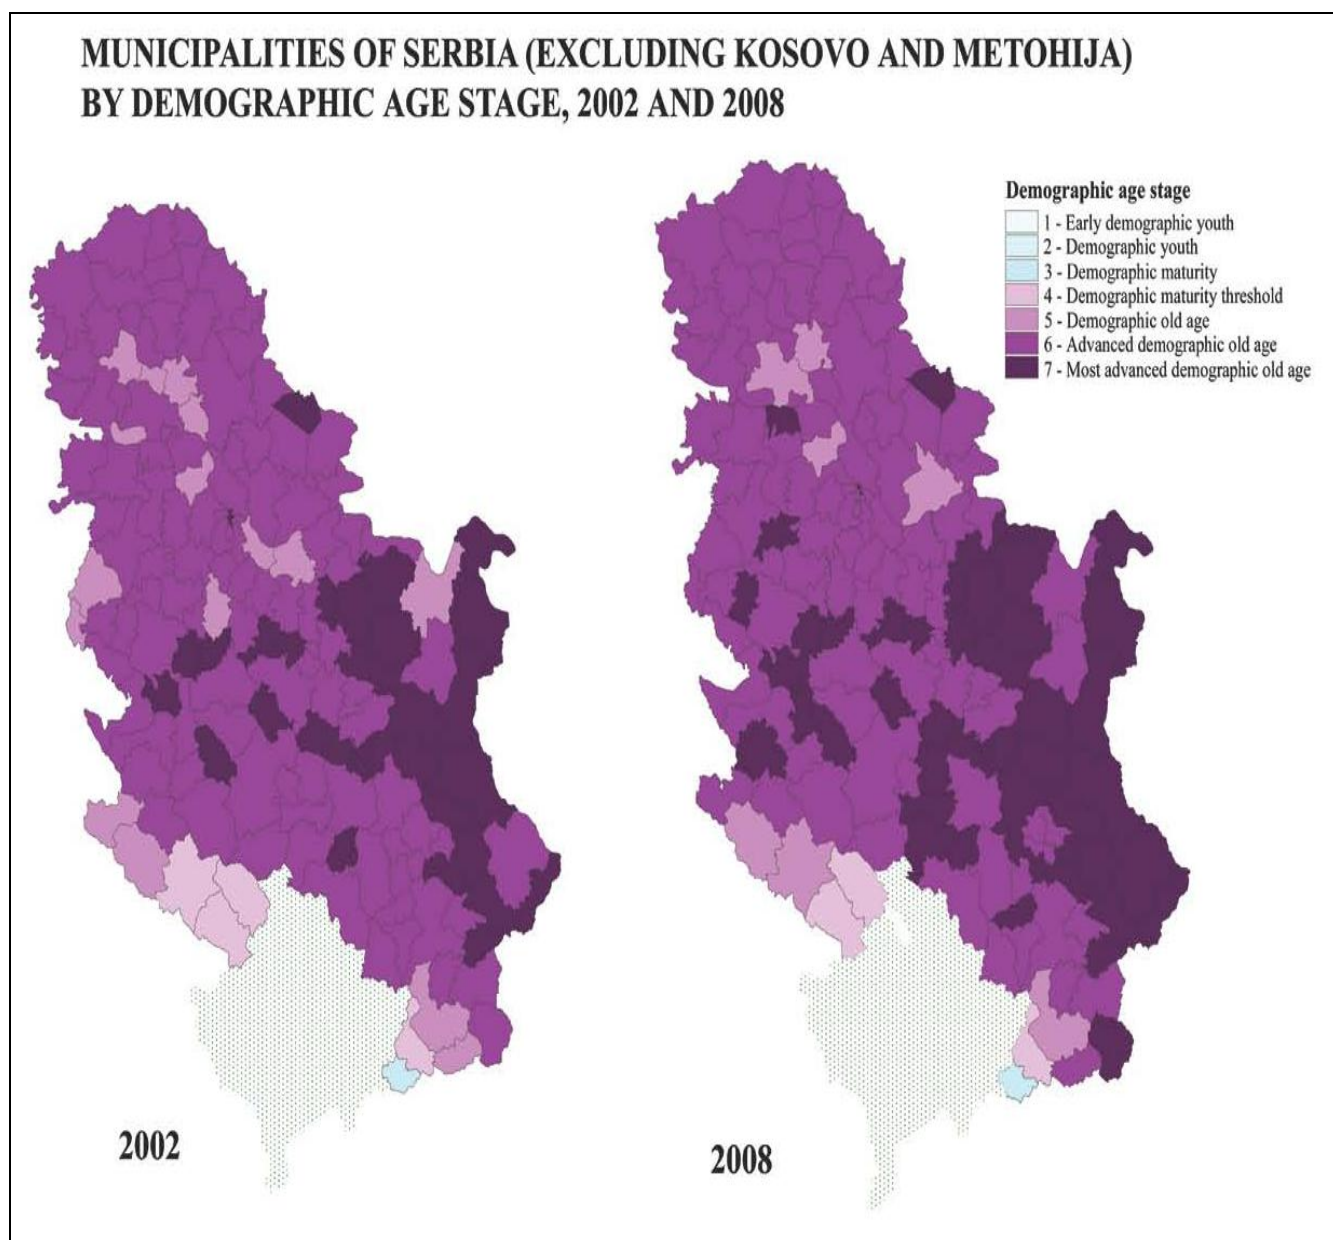 MUNICIPALITIES OF SERBIA (EXCLUDING KOSOVO AND METOHIJA)
BY DEMOGRAPHIC AGE STAGE, 2002 AND 2008
Demographic age stage
1 - Early demographic youth
2 - Demographic youth
3 - Demographic maturity
4 - Demographic maturity threshold
5 - Demographic old age
6 - Advanced demographic old age
7 - Most advanced demographic old age
2002
2008